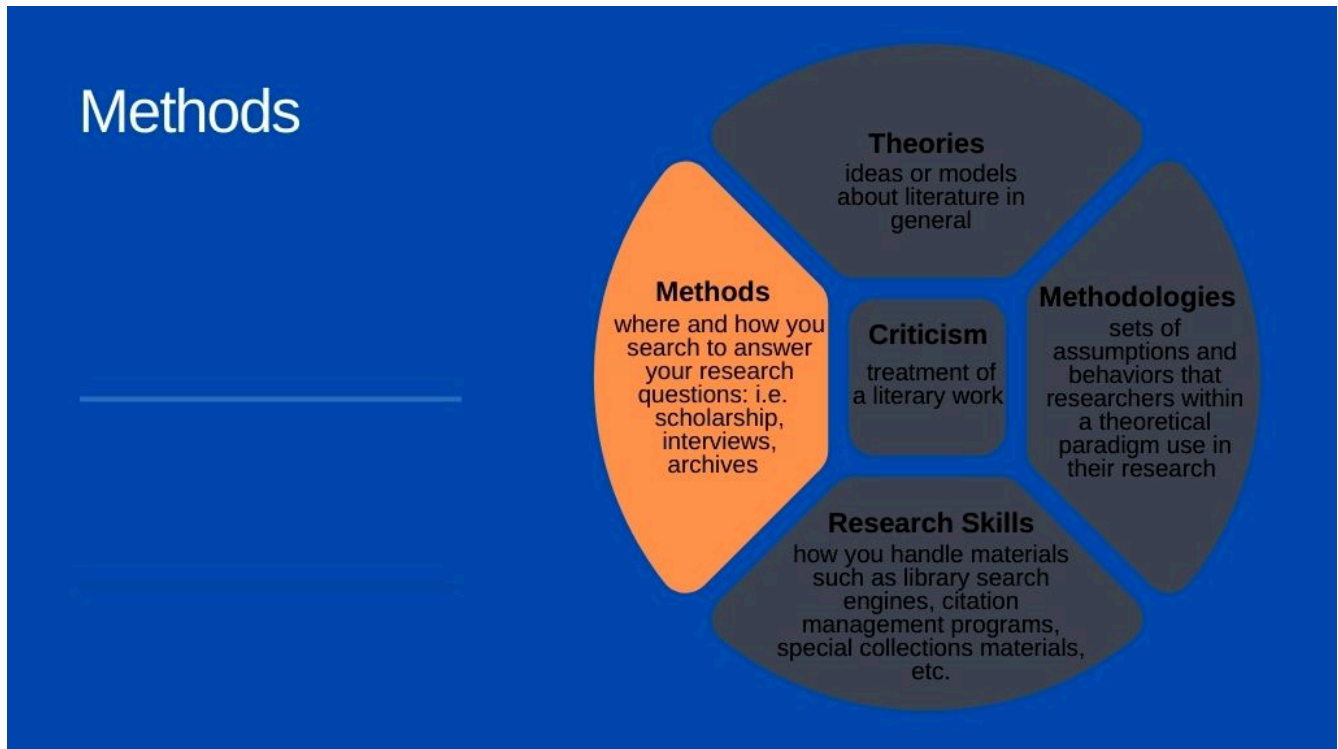 Methods
Theories
ideas or models
about literature in
general
Methods
where and how you
search to answer
your research
questions: i.e.
scholarship,
interviews,
archives
Criticism
treatment of
a literary work
Methodologies
sets of
assumptions and
behaviors that
researchers within
a theoretical
paradigm use in
their research
Research Skills
how you handle materials
such as library search
engines, citation
management programs,
special collections materials,
etc.